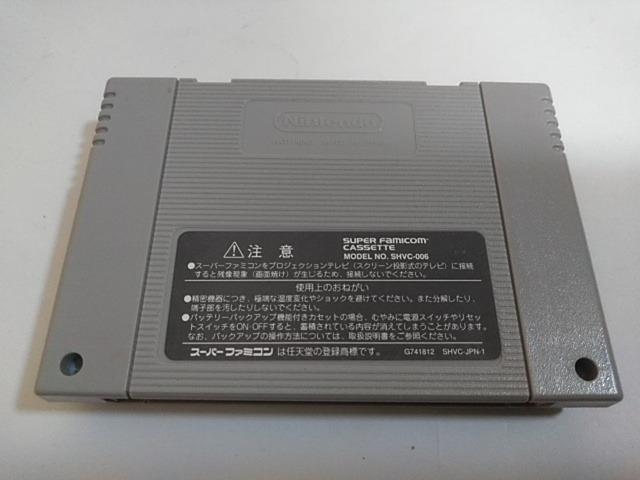 Nintendo
⚠注 意
SUPER FAMICOM™
CASSETTE
MODEL NO. SHVC-006
●スーパーファミコンをプロジェクションテレビ(スクリーン投影式のテレビ)に接続
すると残像現象(画面焼け)が生じるため、接続しないでください。
使用上のおねがい
●精密機器につき、極端な温度変化やショックを避けてください。また分解したり、
端子部を汚したりしないでください。
●バッテリーバックアップ機能付きカセットの場合、むやみに電源スイッチやリセッ
トスイッチをON・OFFすると、蓄積されている内容が消えてしまうことがあります。
なお、バックアップの操作方法については、取扱説明書をご参照ください。
スーパーファミコンは任天堂の登録商標です。 G741812 SHVC-JPN-1